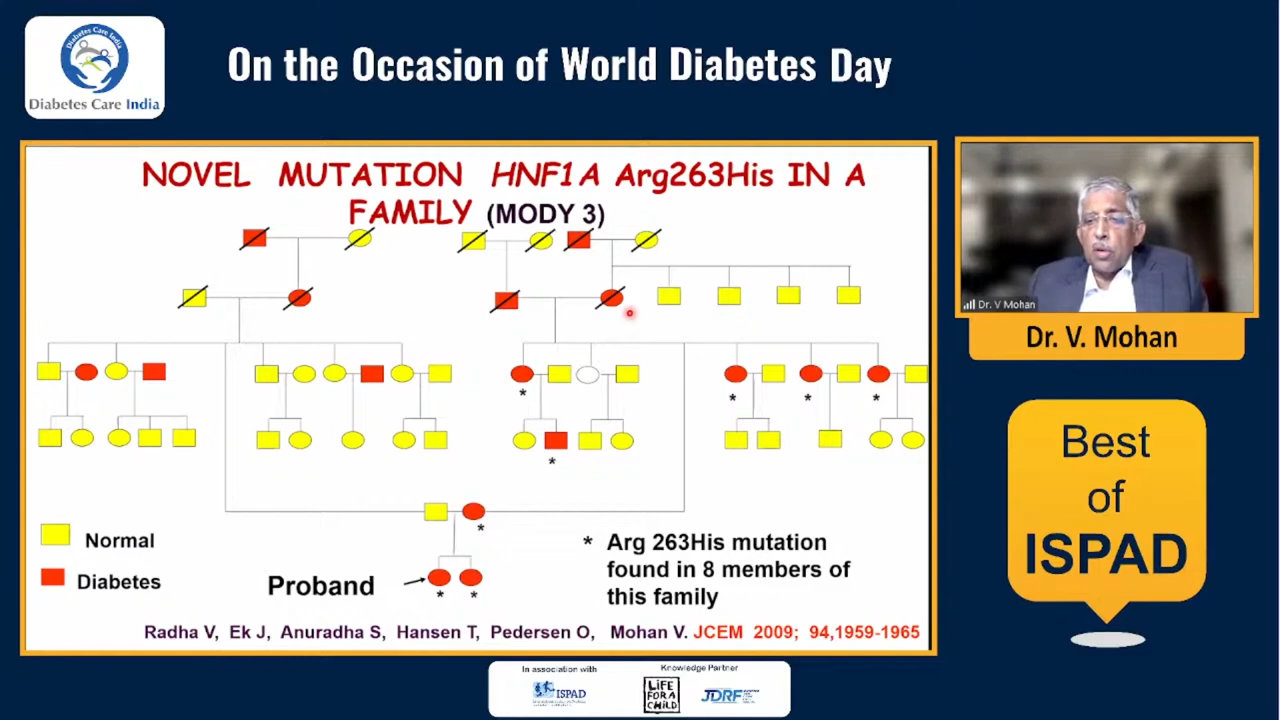 Diabetes Care India
Diabetes Care India
On the Occasion of World Diabetes Day
NOVEL MUTATION HNF1A Arg263His IN A
FAMILY (MODY 3)
*
* * *
*
Normal
Diabetes
Proband
*
* *
* Arg 263His mutation
found in 8 members of
this family
Radha V, Ek J, Anuradha S, Hansen T, Pedersen O, Mohan V. JCEM 2009; 94,1959-1965
Dr. V Mohan
Dr. V. Mohan
Best
of
ISPAD
In association with
ISPAD
Knowledge Partner
LIFE
FOR A
CHILD
JDRF